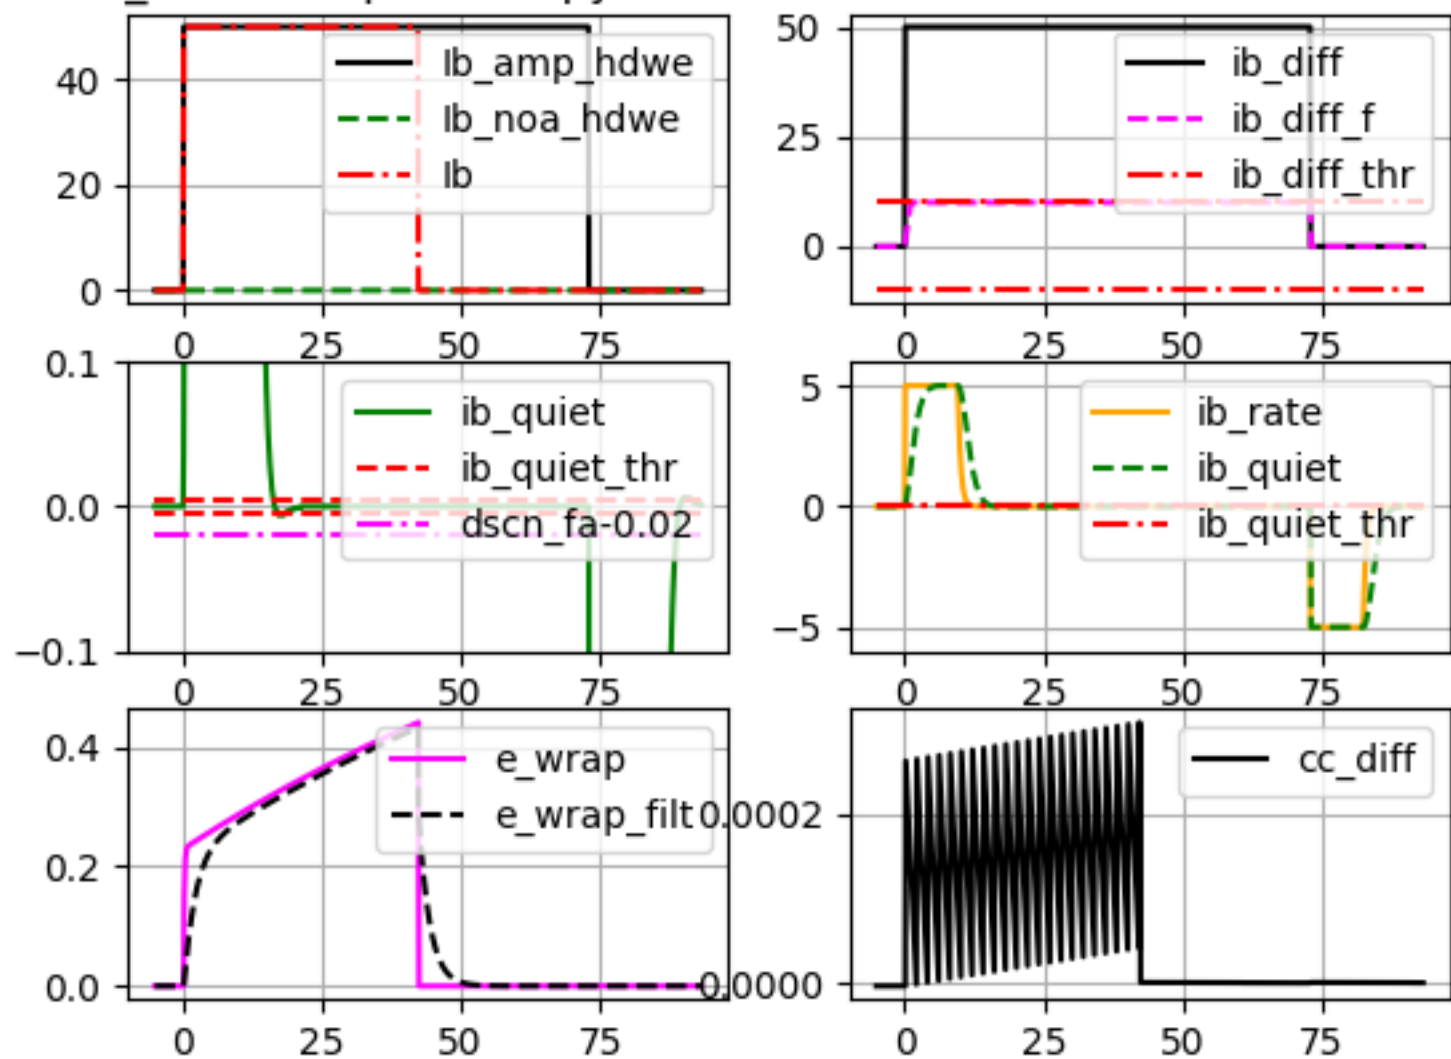 40
20
0
0 25 50 75
Ib_amp_hdwe
Ib_noa_hdwe
Ib
50
25
0
0 25 50 75
ib_diff
ib_diff_f
ib_diff_thr
0.1
0.0
−0.1
0 25 50 75
ib_quiet
ib_quiet_thr
dscn_fa-0.02
5
0
−5
0 25 50 75
ib_rate
ib_quiet
ib_quiet_thr
0.4
0.2
0.0
0 25 50 75
e_wrap
e_wrap_filt
0.0002
0.0000
0 25 50 75
cc_diff